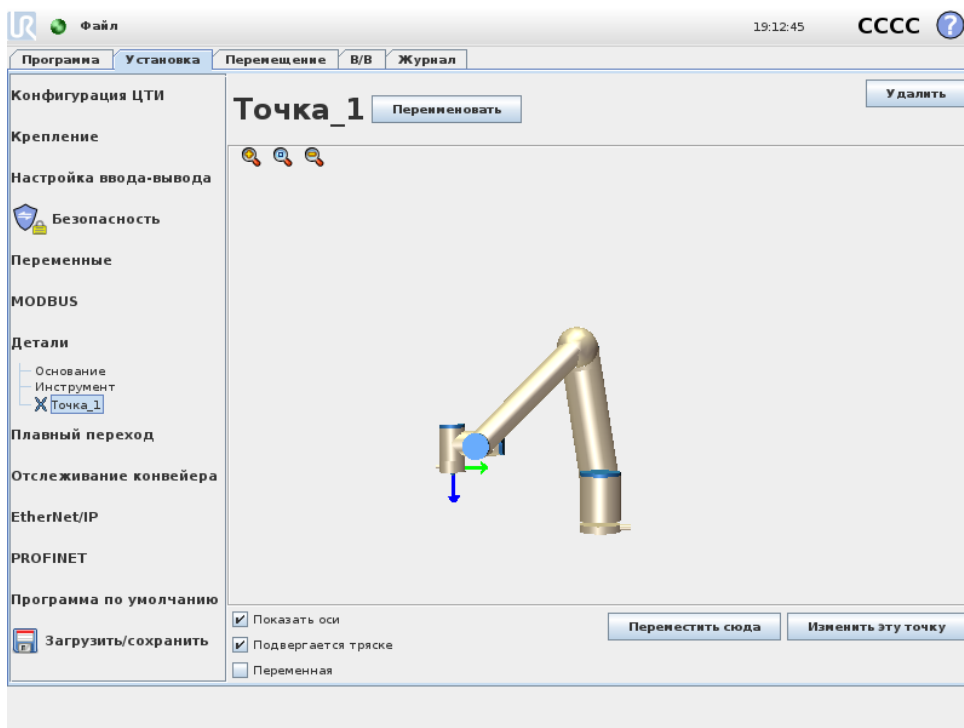 UR Файл 19:12:45 CCCC ?
Программа Установка Перемещение В/В Журнал
Конфигурация ЦТИ
Крепление
Настройка ввода-вывода
Безопасность
Переменные
MODBUS
Детали
Основание
Инструмент
Точка_1
Плавный переход
Отслеживание конвейера
EtherNet/IP
PROFINET
Программа по умолчанию
Загрузить/сохранить
Точка_1 Переименовать Удалить
Показать оси
Подвергается тряске
Переменная
Переместить сюда Изменить эту точку